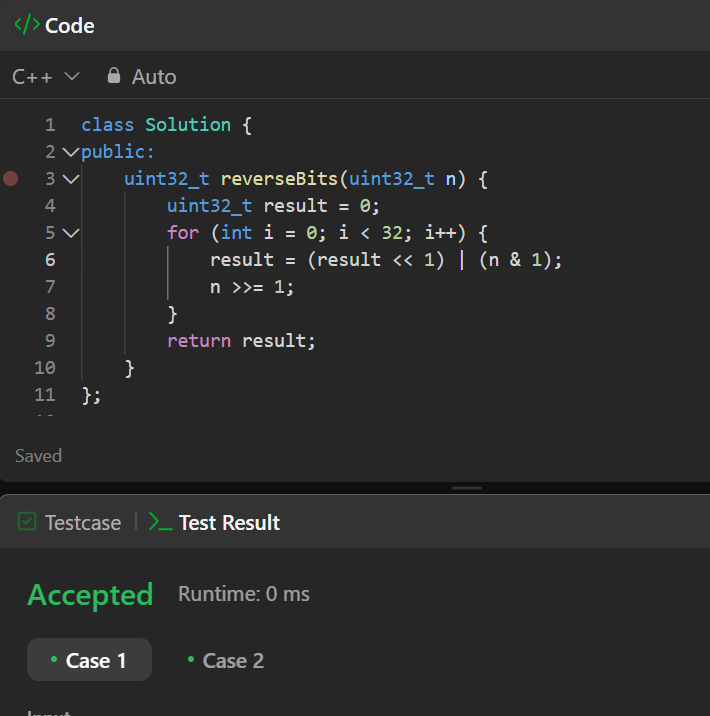 </> Code
C++ Auto
1 class Solution {
2 public:
3 uint32_t reverseBits(uint32_t n) {
4 uint32_t result = 0;
5 for (int i = 0; i < 32; i++) {
6 result = (result << 1) | (n & 1);
7 n >>= 1;
8 }
9 return result;
10 }
11 };
Saved
Testcase | >_ Test Result
Accepted Runtime: 0 ms
• Case 1 • Case 2
Input